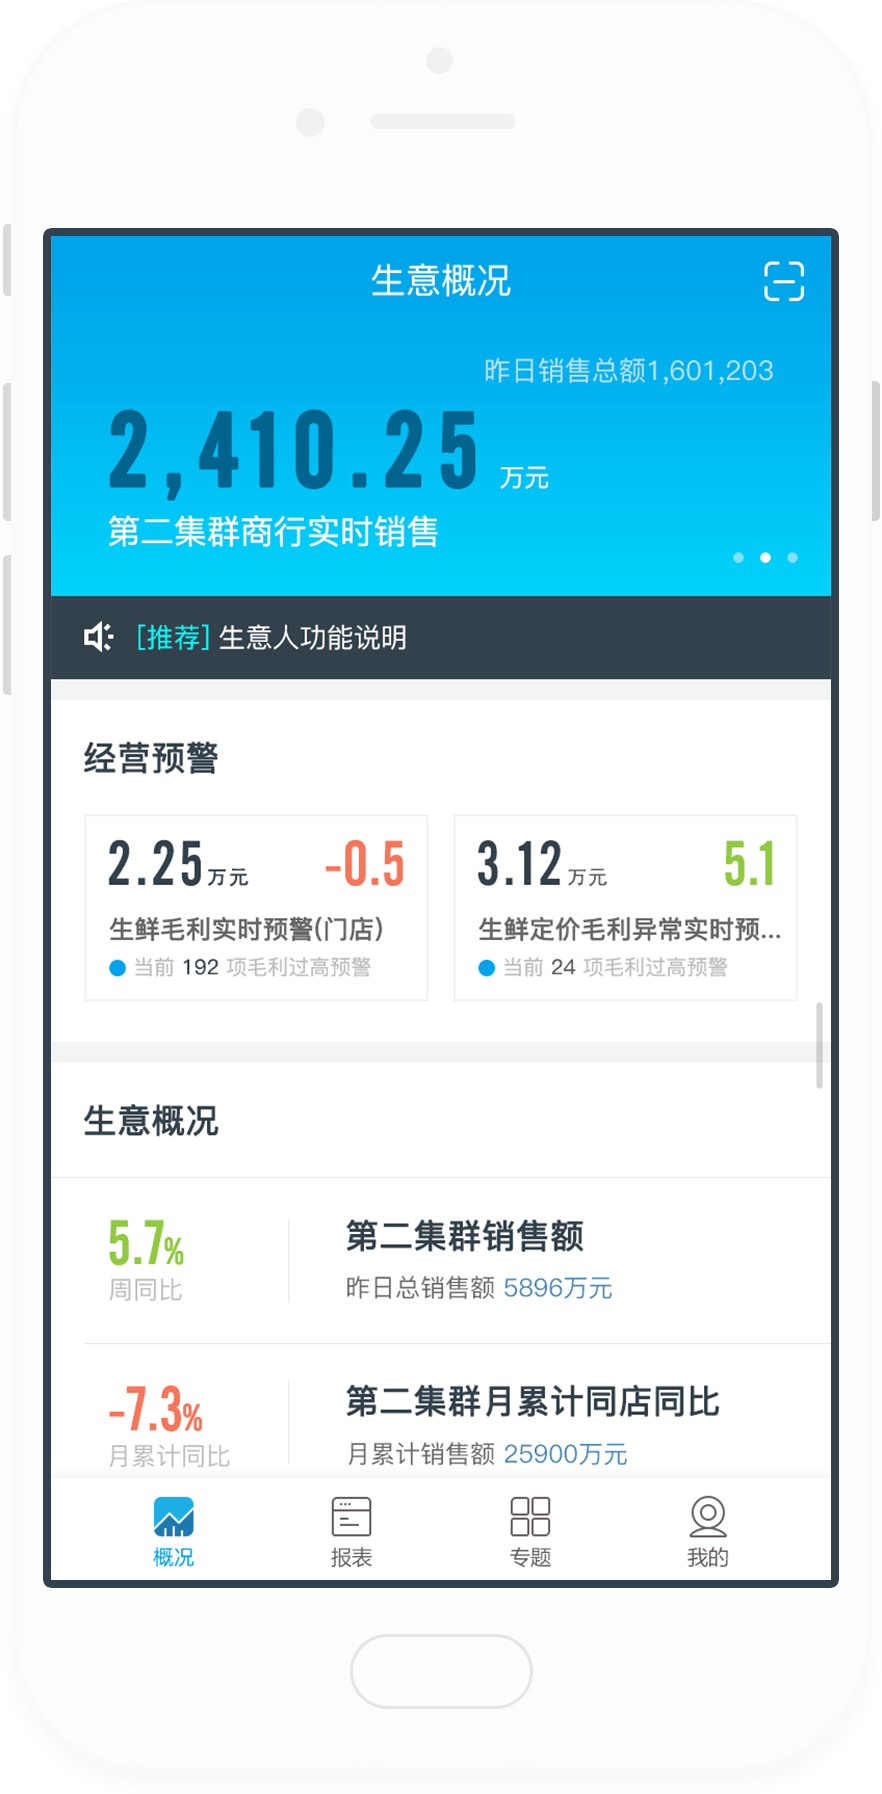 生意概况
昨日销售总额1,601,203
2,410.25 万元
第二集群商行实时销售
[推荐] 生意人功能说明
经营预警
2.25万元 -0.5
生鲜毛利实时预警(门店)
当前 192 项毛利过高预警
3.12万元 5.1
生鲜定价毛利异常实时预...
当前 24 项毛利过高预警
生意概况
5.7%
周同比
第二集群销售额
昨日总销售额 5896万元
-7.3%
月累计同比
第二集群月累计同店同比
月累计销售额 25900万元
概况 报表 专题 我的